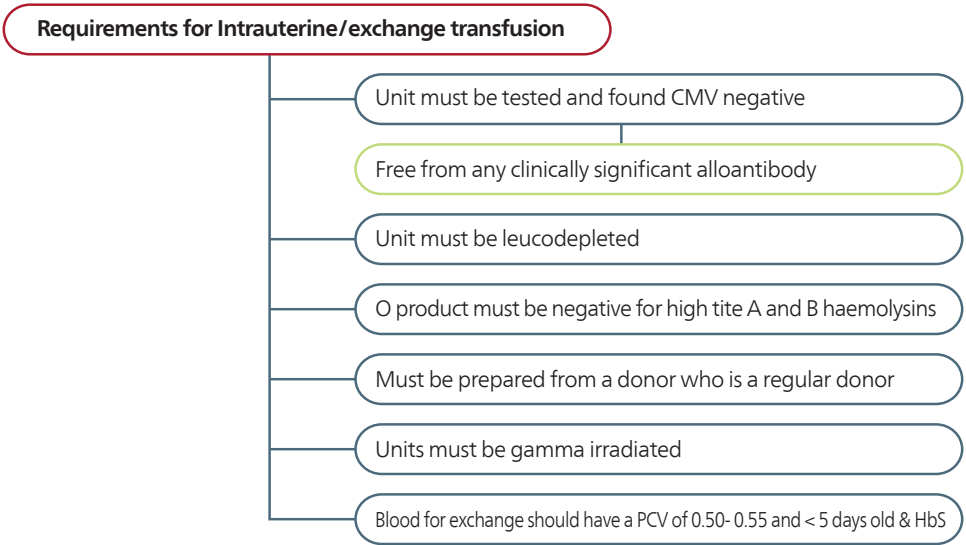 Requirements for Intrauterine/exchange transfusion
Unit must be tested and found CMV negative
Free from any clinically significant alloantibody
Unit must be leucodepleted
O product must be negative for high tite A and B haemolysins
Must be prepared from a donor who is a regular donor
Units must be gamma irradiated
Blood for exchange should have a PCV of 0.50- 0.55 and < 5 days old & HbS